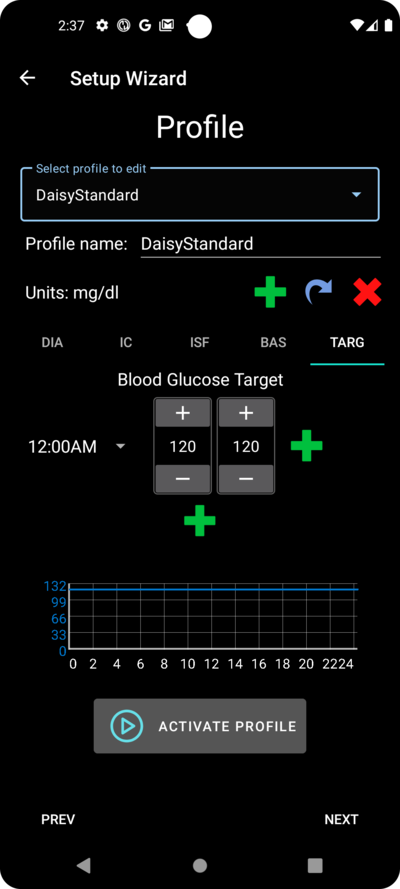 2:37
Setup Wizard
Profile
Select profile to edit
DaisyStandard
Profile name: DaisyStandard
Units: mg/dl
DIA IC ISF BAS TARG
Blood Glucose Target
+ +
12:00AM 120 120
− −
132
99
66
33
0
0 2 4 6 8 10 12 14 16 18 20 2224
ACTIVATE PROFILE
PREV NEXT